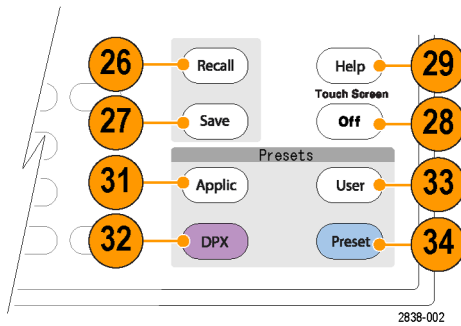 26 Recall Help 29
Touch Screen
27 Save Off 28
Presets
31 Applic User 33
32 DPX Preset 34
2838-002